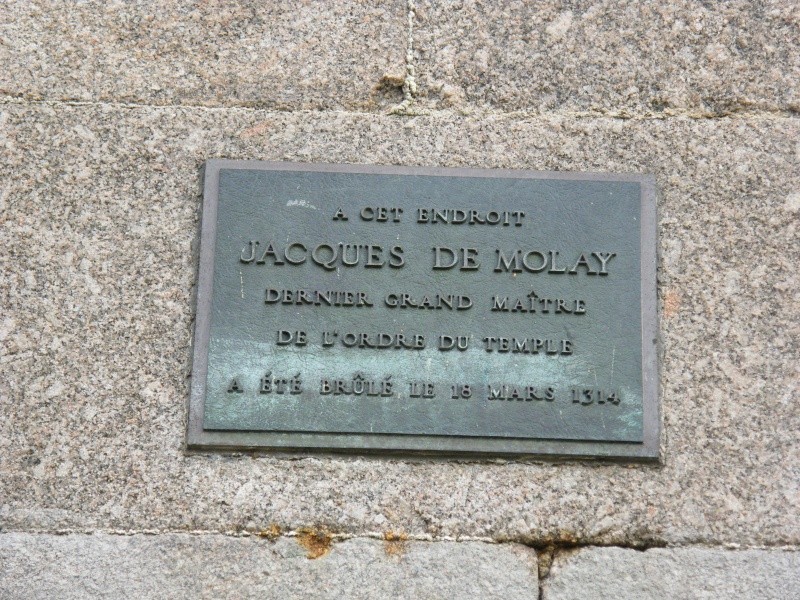 A CET ENDROIT
JACQUES DE MOLAY
DERNIER GRAND MAÎTRE
DE L'ORDRE DU TEMPLE
A ÉTÉ BRÛLÉ LE 18 MARS 1314